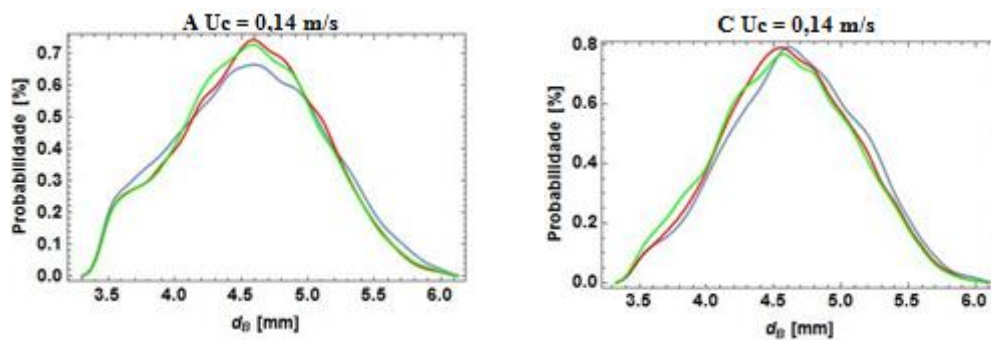 A Uc = 0,14 m/s
Probabilidade [%]
0.7
0.6
0.5
0.4
0.3
0.2
0.1
0.0
3.5 4.0 4.5 5.0 5.5 6.0
d_B [mm]
C Uc = 0,14 m/s
Probabilidade [%]
0.8
0.6
0.4
0.2
0.0
3.5 4.0 4.5 5.0 5.5 6.0
d_B [mm]